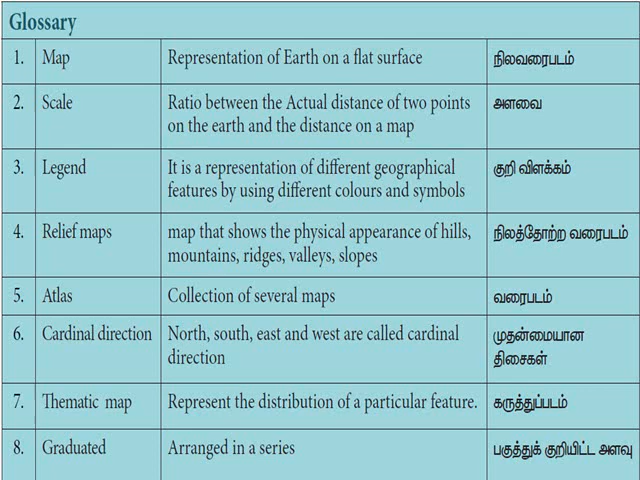 Glossary
1. Map Representation of Earth on a flat surface நிலவரைபடம்
2. Scale Ratio between the Actual distance of two points அளவை
on the earth and the distance on a map
3. Legend It is a representation of different geographical குறி விளக்கம்
features by using different colours and symbols
4. Relief maps map that shows the physical appearance of hills, நிலத்தோற்ற வரைபடம்
mountains, ridges, valleys, slopes
5. Atlas Collection of several maps வரைபடம்
6. Cardinal direction North, south, east and west are called cardinal முதன்மையான
direction திசைகள்
7. Thematic map Represent the distribution of a particular feature. கருத்துப்படம்
8. Graduated Arranged in a series பகுத்துக் குறியிட்ட அளவு